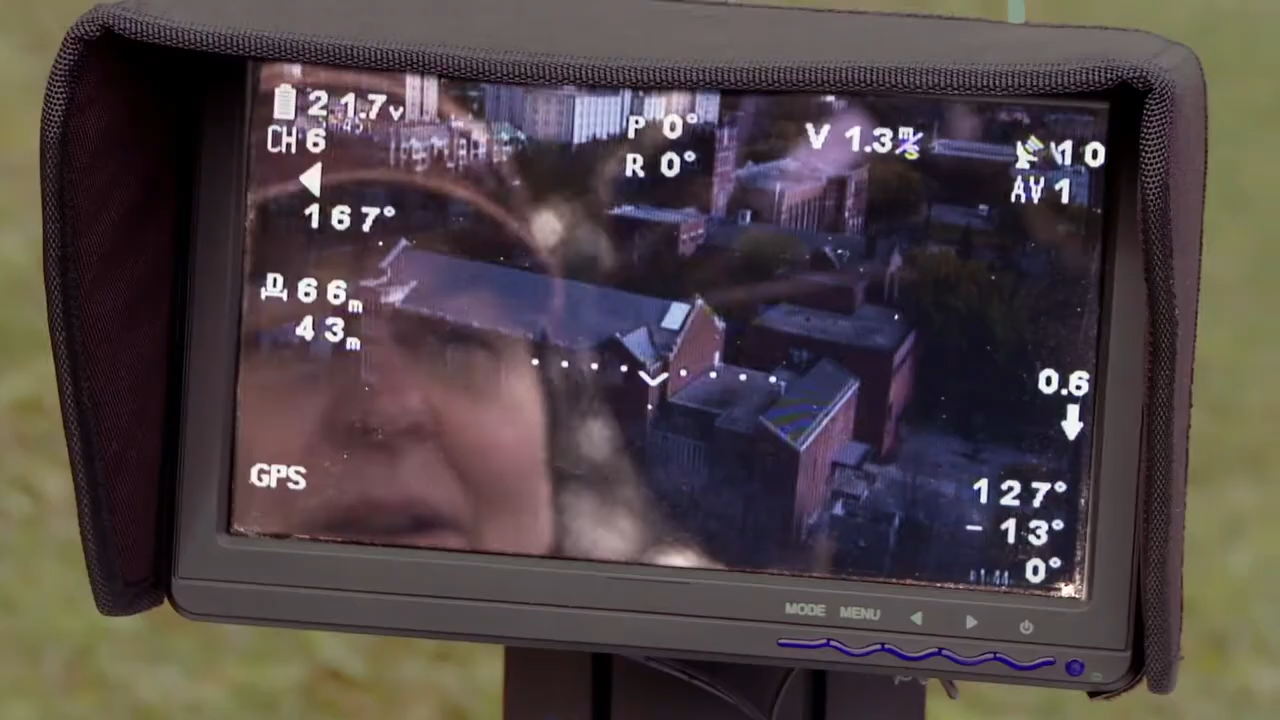 21.7v
CH 6
167°
D 66m
43m
GPS
P 0°
R 0°
V 1.3m/s
10
AV 1
0.6
127°
-13°
0°
MODE MENU